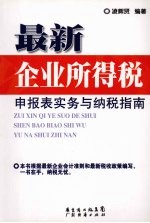 凌辉贤 编著
最新
企业所得税
申报表实务与纳税指南
ZUI XIN QI YE SUO DE SHUI
SHEN BAO BIAO SHI WU
YU NA SHUI ZHI NAN
本书根据最新企业会计准则和最新税收政策编写,
一书在手,纳税无忧。